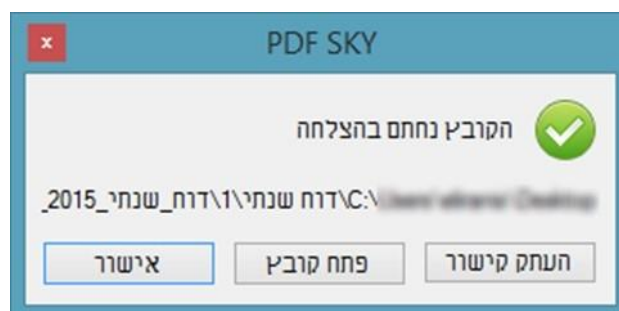 PDF SKY
הקובץ נחתם בהצלחה
C:\דוח שנתי\1\דוח_שנתי_2015_
העתק קישור
פתח קובץ
אישור